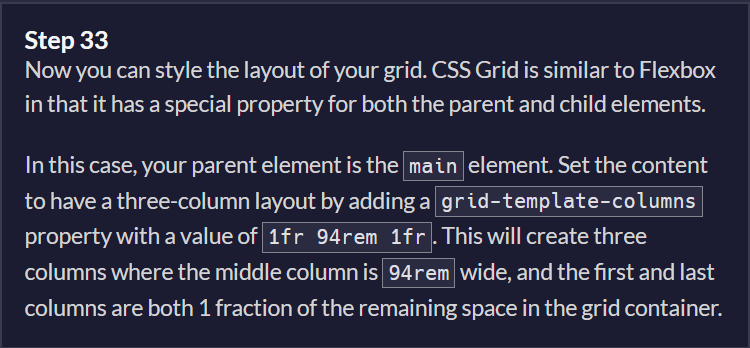 Step 33
Now you can style the layout of your grid. CSS Grid is similar to Flexbox
in that it has a special property for both the parent and child elements.
In this case, your parent element is the main element. Set the content
to have a three-column layout by adding a grid-template-columns
property with a value of 1fr 94rem 1fr. This will create three
columns where the middle column is 94rem wide, and the first and last
columns are both 1 fraction of the remaining space in the grid container.